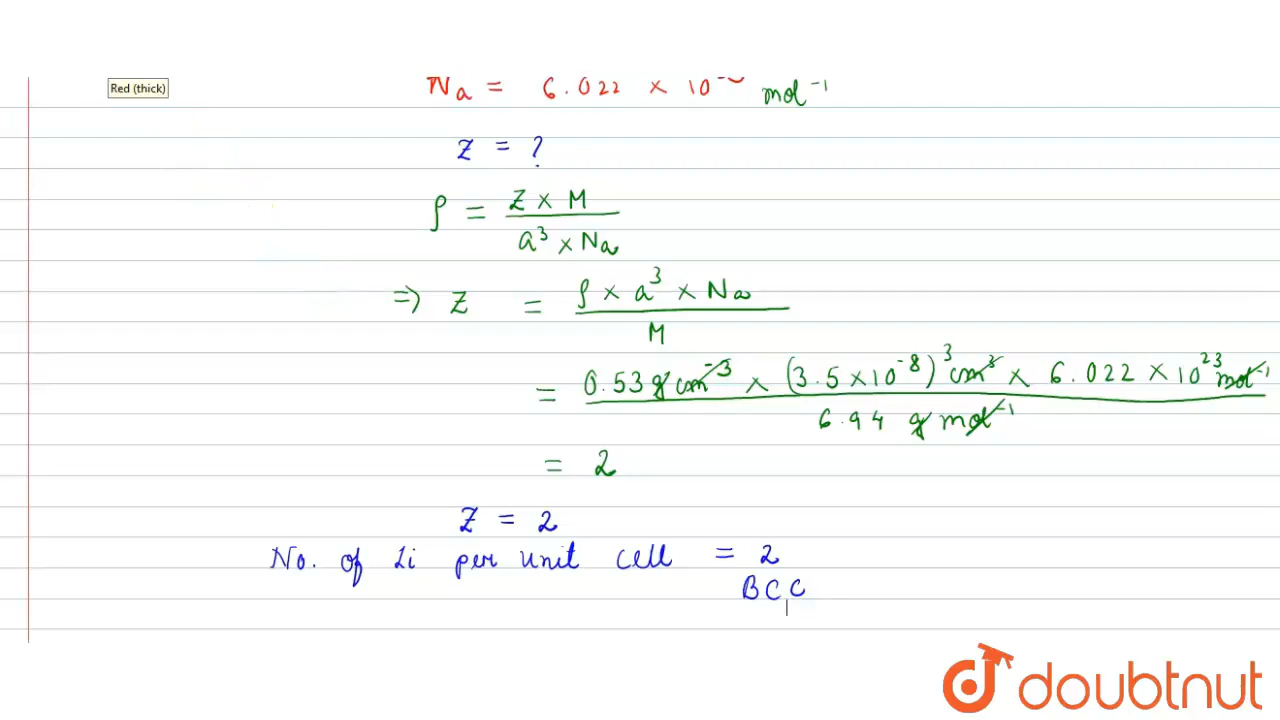 Red (thick)
Na = 6.022 × 10 mol⁻¹
Z = ?
ρ = Z × M / a³ × Na
=> Z = ρ × a³ × Na / M
= 0.53 g cm⁻³ × (3.5 × 10⁻⁸)³ cm³ × 6.022 × 10²³ mol⁻¹ / 6.94 g mol⁻¹
= 2
Z = 2
No. of Li per unit cell = 2
BCC
doubtnut